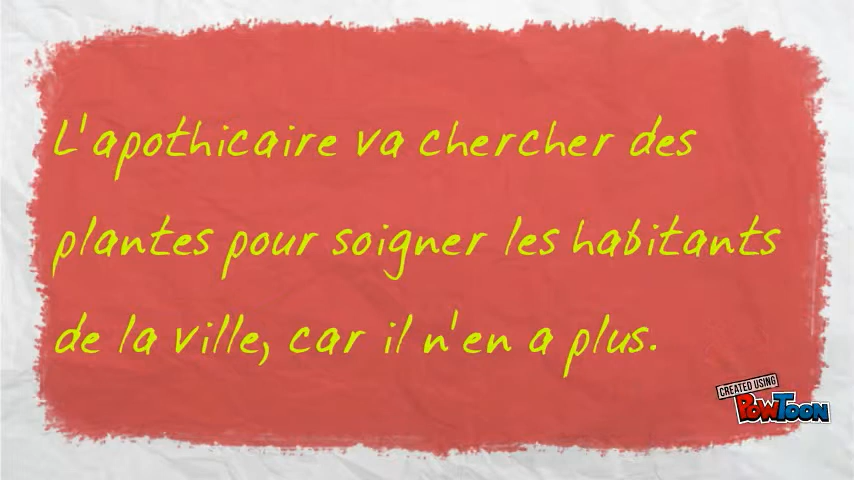 L'apothicaire va chercher des
plantes pour soigner les habitants
de la ville, car il n'en a plus.
CREATED USING
POWTOON